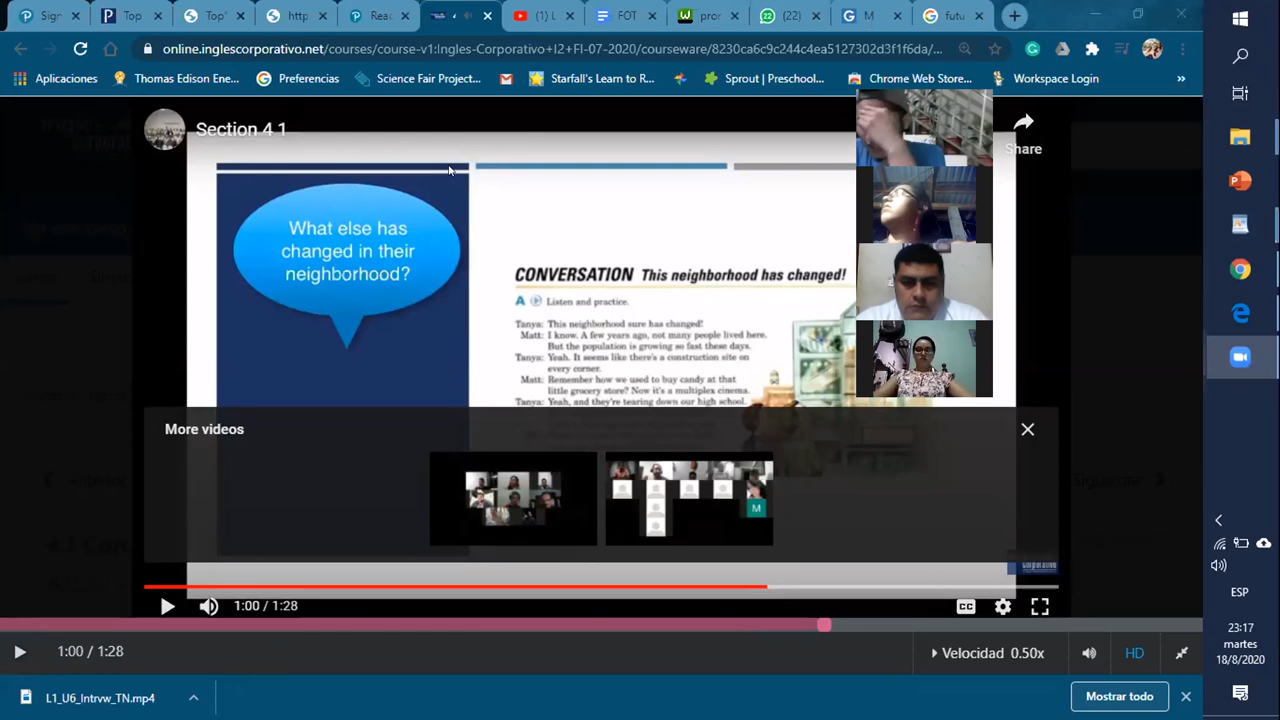 Sign
Top
Top"
http
Reac
(1) L
FOT
pror
(22)
M
futu
online.inglescorporativo.net/courses/course-v1:Ingles-Corporativo+I2+FI-07-2020/courseware/8230ca6c9c244c4ea5127302d3f1f6da/...
Aplicaciones
Thomas Edison Ene...
Preferencias
Science Fair Project...
Starfall's Learn to R...
Sprout | Preschool...
Chrome Web Store...
Workspace Login
»
Section 4 1
Share
What else has
changed in their
neighborhood?
CONVERSATION This neighborhood has changed!
A Listen and practice.
Tanya: This neighborhood sure has changed!
Matt: I know. A few years ago, not many people lived here.
But the population is growing so fast these days.
Tanya: Yeah. It seems like there's a construction site on
every corner.
Matt: Remember how we used to buy candy at that
little grocery store? Now it's a multiplex cinema.
Tanya: Yeah, and they're tearing down our high school.
More videos
M
Siguiente
Corporative
1:00 / 1:28
CC
1:00 / 1:28
Velocidad 0.50x
HD
L1_U6_Intrvw_TN.mp4
Mostrar todo
ESP
23:17
martes
18/8/2020